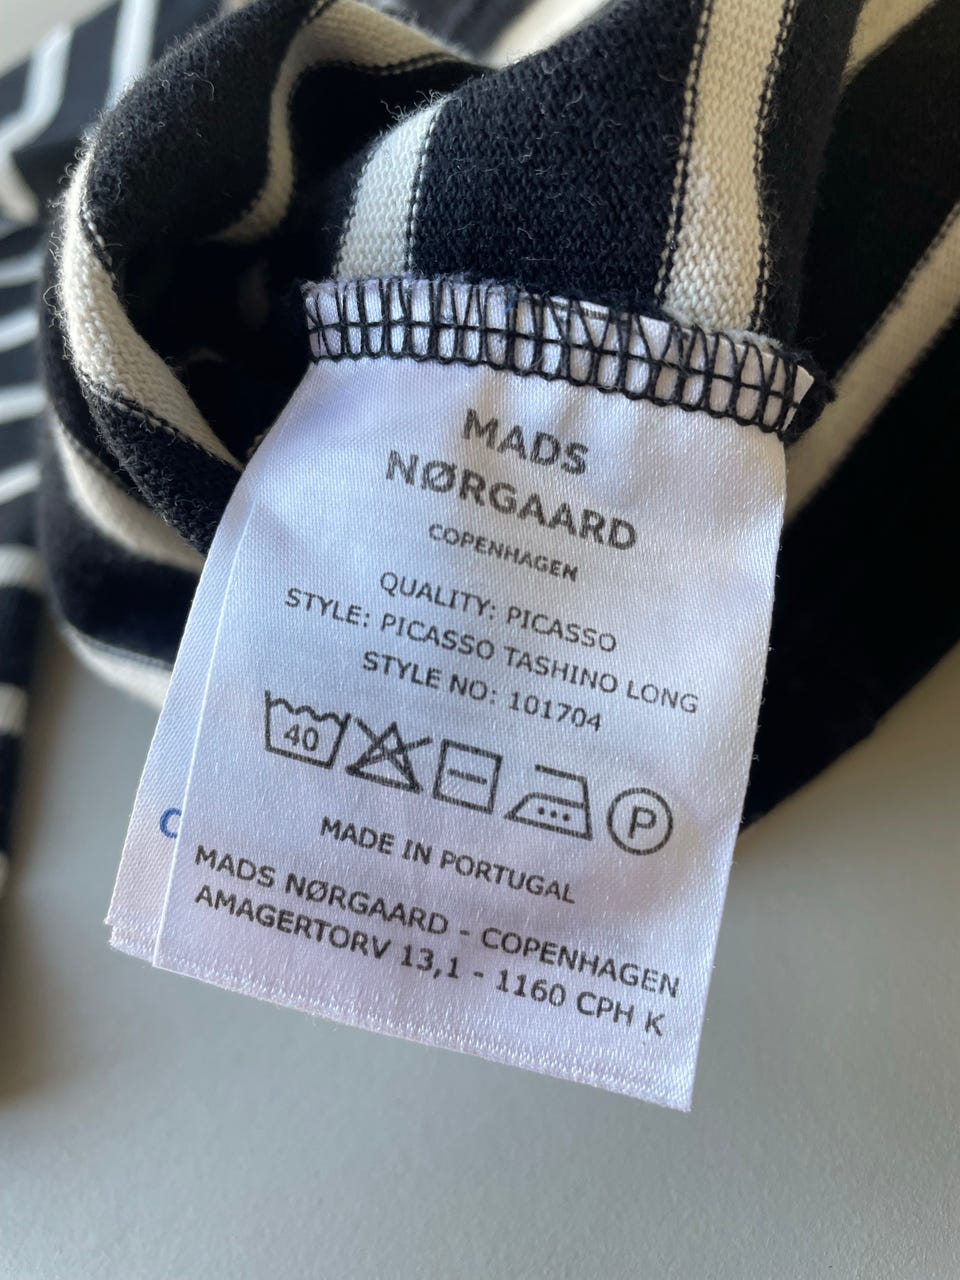 MADS
NØRGAARD
COPENHAGEN
QUALITY: PICASSO
STYLE: PICASSO TASHINO LONG
STYLE NO: 101704
40
P
MADE IN PORTUGAL
MADS NØRGAARD - COPENHAGEN
AMAGERTORV 13,1 - 1160 CPH K
C